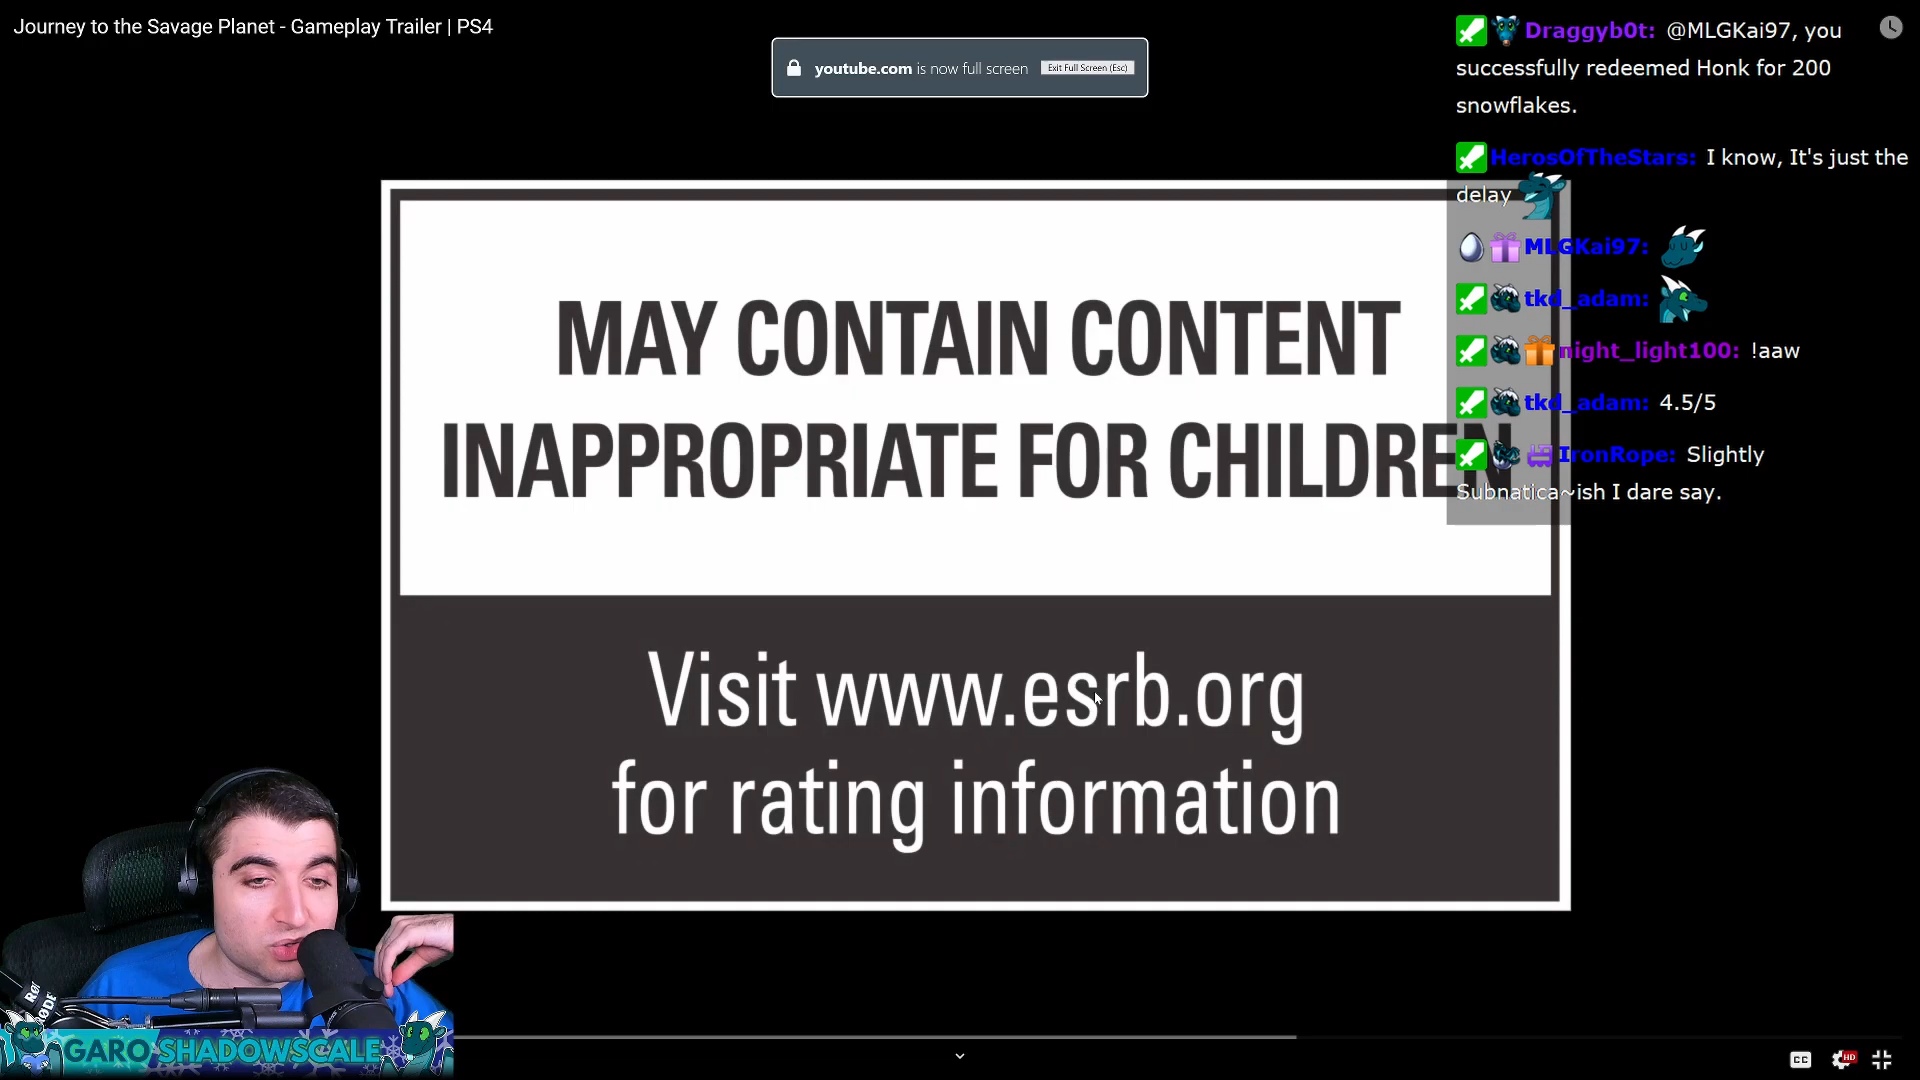 Journey to the Savage Planet - Gameplay Trailer | PS4
youtube.com is now full screen
Exit Full Screen (Esc)
Draggyb0t: @MLGKai97, you
successfully redeemed Honk for 200
snowflakes.
HerosOfTheStars: I know, It's just the
delay
MLGKai97:
tkd_adam:
night_light100: !aaw
tkd_adam: 4.5/5
IronRope: Slightly
Subnatica~ish I dare say.
MAY CONTAIN CONTENT
INAPPROPRIATE FOR CHILDREN
Visit www.esrb.org
for rating information
RØDE
GARO SHADOWSCALE
CC
HD